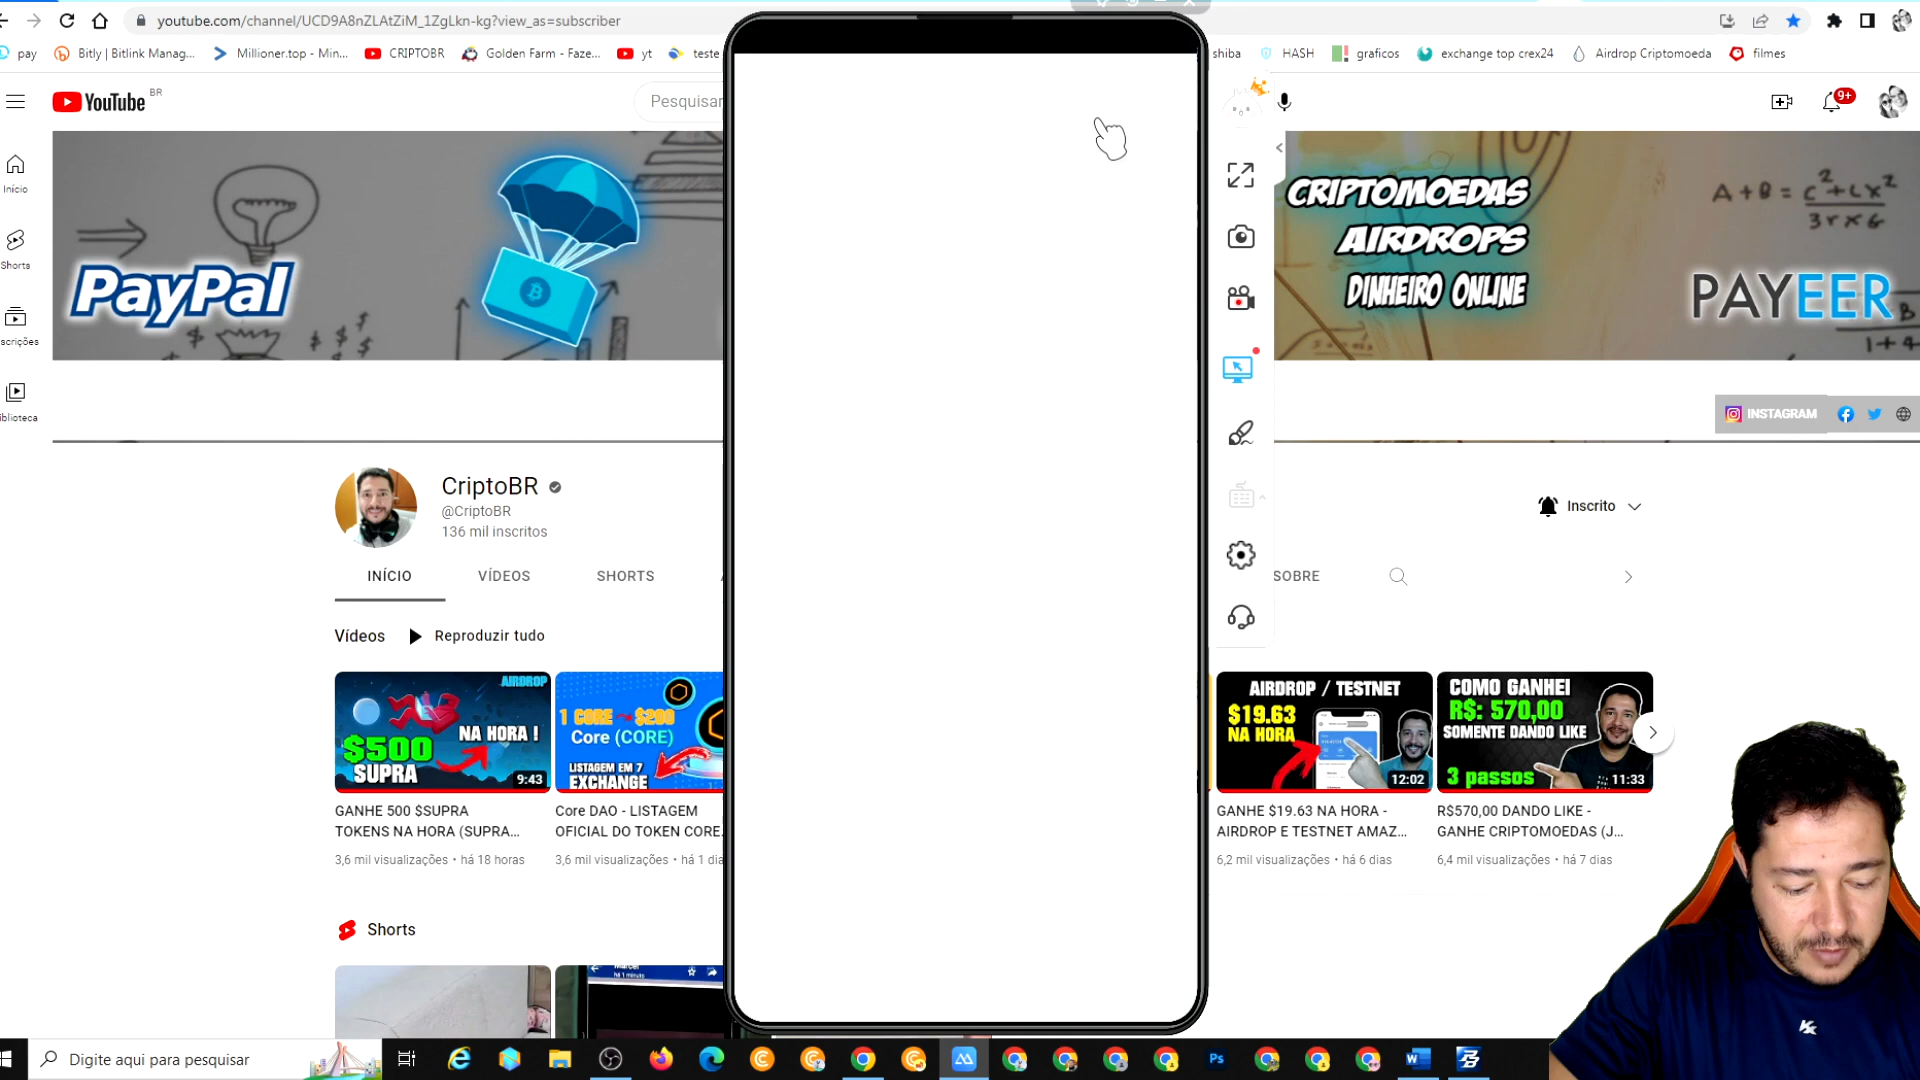 youtube.com/channel/UCD9A8nZLAtZiM_1ZgLkn-kg?view_as=subscriber
pay
Bitly | Bitlink Manag...
Millioner.top - Min...
CRIPTOBR
Golden Farm - Faze...
yt
teste
shiba
HASH
graficos
exchange top crex24
Airdrop Criptomoeda
filmes
YouTube BR
Pesquisar
9+
Início
Shorts
scrições
blioteca
PayPal
CRIPTOMOEDAS
AIRDROPS
DINHEIRO ONLINE
PAYEER
INSTAGRAM
CriptoBR
@CriptoBR
136 mil inscritos
Inscrito
INÍCIO
VÍDEOS
SHORTS
SOBRE
Vídeos
Reproduzir tudo
AIRDROP
$500
SUPRA
NA HORA !
9:43
1 CORE → $200
Core (CORE)
LISTAGEM EM 7
EXCHANGE
AIRDROP / TESTNET
$19.63
NA HORA
12:02
COMO GANHEI
R$: 570,00
SOMENTE DANDO LIKE
3 passos
11:33
GANHE 500 $SUPRA
TOKENS NA HORA (SUPRA...
3,6 mil visualizações • há 18 horas
Core DAO - LISTAGEM
OFICIAL DO TOKEN CORE
3,6 mil visualizações • há 1 dia
GANHE $19.63 NA HORA -
AIRDROP E TESTNET AMAZ...
6,2 mil visualizações • há 6 dias
R$570,00 DANDO LIKE -
GANHE CRIPTOMOEDAS (J...
6,4 mil visualizações • há 7 dias
Shorts
Marcel
há 1 minuto
Digite aqui para pesquisar